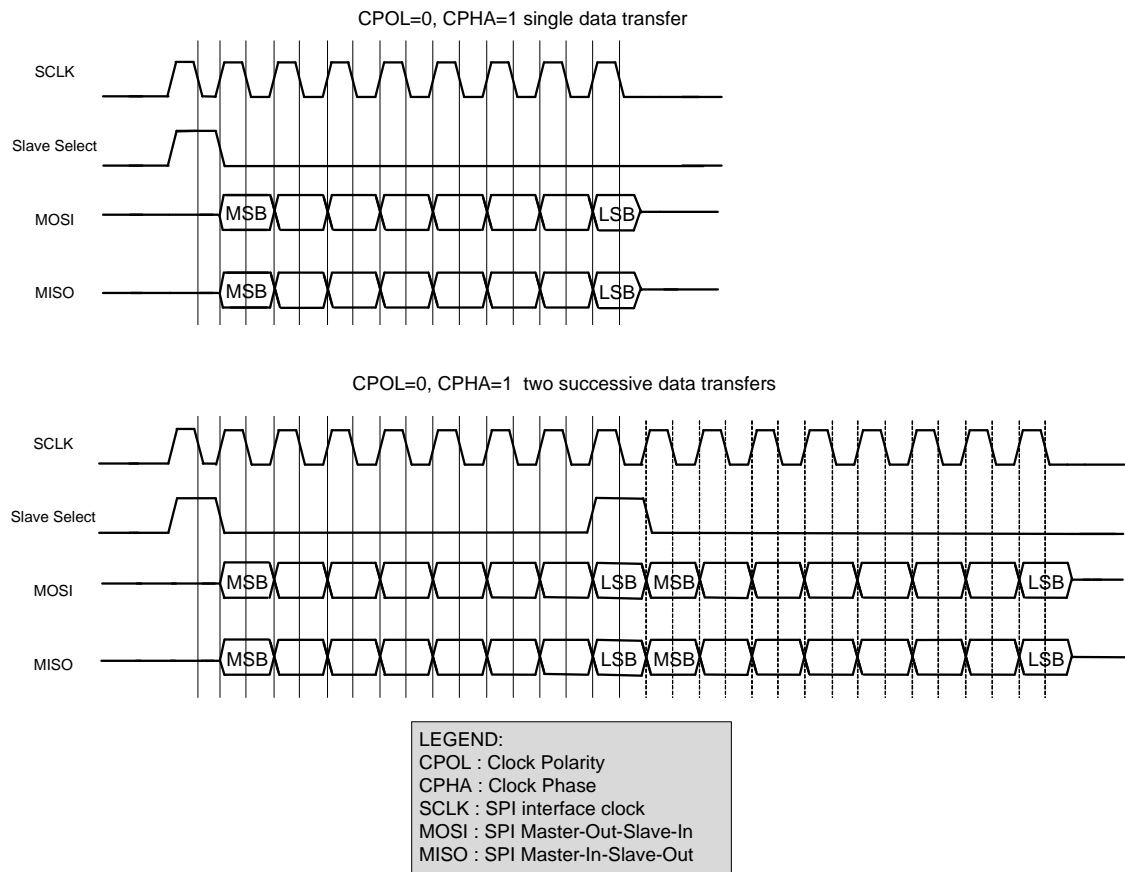 CPOL=0, CPHA=1 single data transfer
SCLK
Slave Select
MOSI
MSB
LSB
MISO
MSB
LSB
CPOL=0, CPHA=1 two successive data transfers
SCLK
Slave Select
MOSI
MSB
LSB
MSB
LSB
MISO
MSB
LSB
MSB
LSB
LEGEND:
CPOL : Clock Polarity
CPHA : Clock Phase
SCLK : SPI interface clock
MOSI : SPI Master-Out-Slave-In
MISO : SPI Master-In-Slave-Out